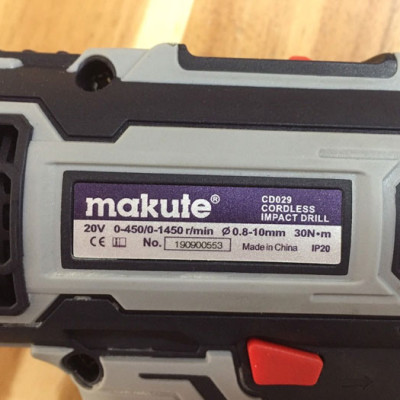 makute®
CD029
CORDLESS
IMPACT DRILL
20V 0-450/0-1450 r/min Ø0.8-10mm 30N•m
CE No. 190900553 Made in China IP20